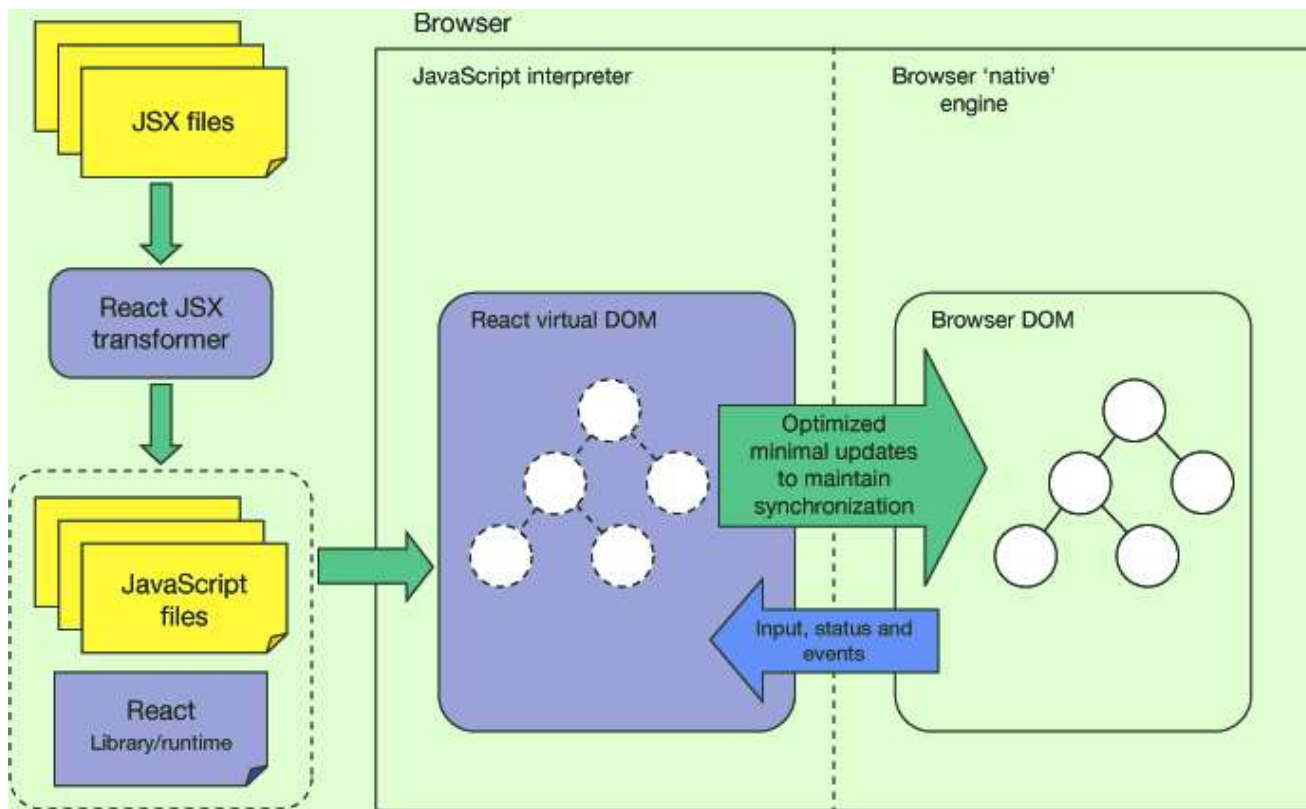 Browser
JSX files
JavaScript interpreter
Browser ‘native’
engine
React JSX
transformer
React virtual DOM
Browser DOM
Optimized
minimal updates
to maintain
synchronization
JavaScript
files
Input, status and
events
React
Library/runtime